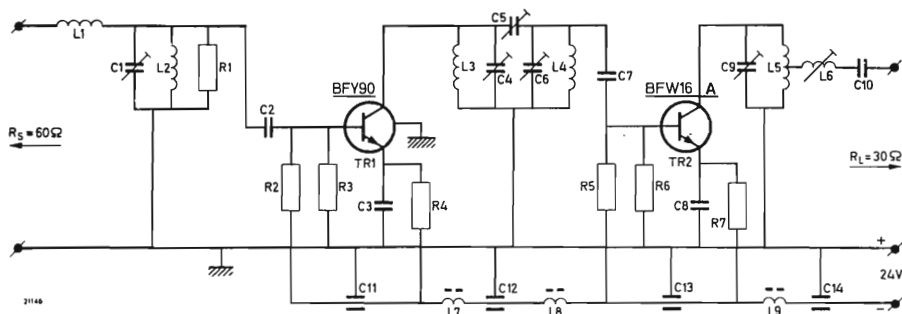 L1
C1
L2
R1
C2
BFY90
TR1
R2
R3
C3
R4
RS = 60Ω
L3
C4
C5
C6
L4
C7
BFW16 A
TR2
R5
R6
C8
R7
C9
L5
L6
C10
RL = 30Ω
+
24V
-
C11
L7
C12
L8
C13
L9
C14
21146